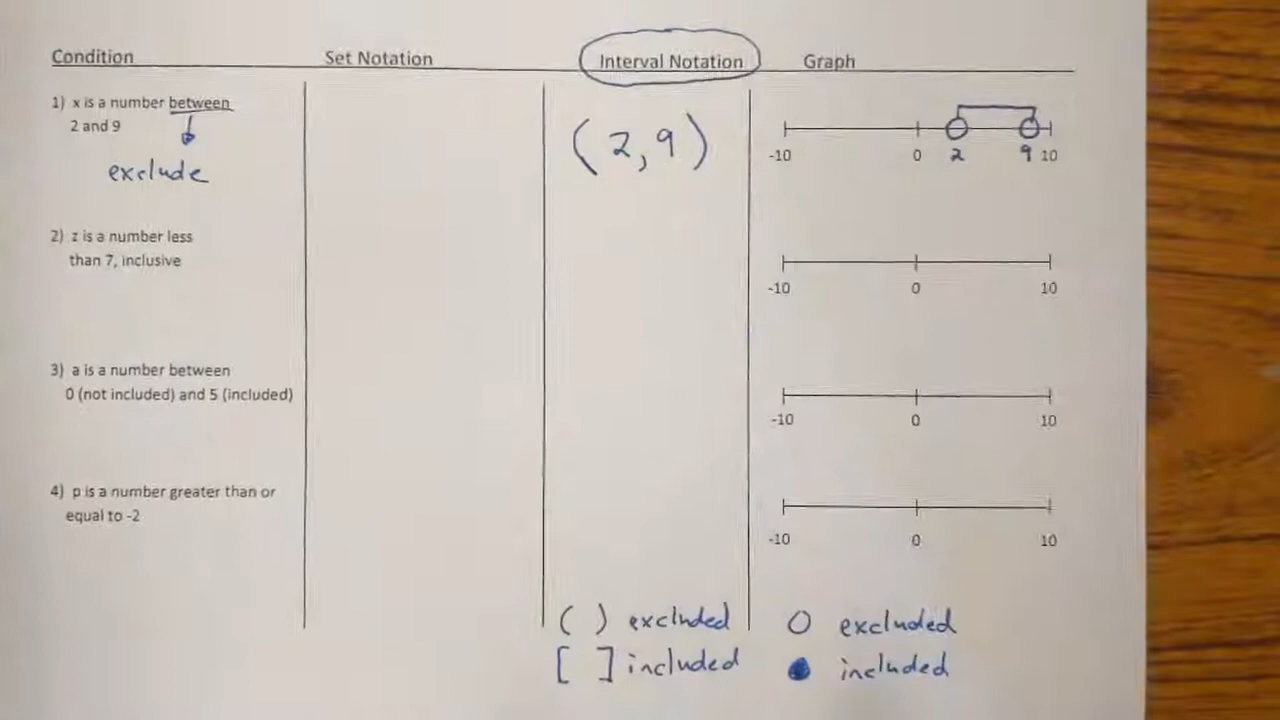 Condition Set Notation Interval Notation Graph
1) x is a number between
2 and 9
exclude
(2,9)
-10 0 2 9 10
2) z is a number less
than 7, inclusive
-10 0 10
3) a is a number between
0 (not included) and 5 (included)
-10 0 10
4) p is a number greater than or
equal to -2
-10 0 10
( ) excluded O excluded
[ ] included ● included